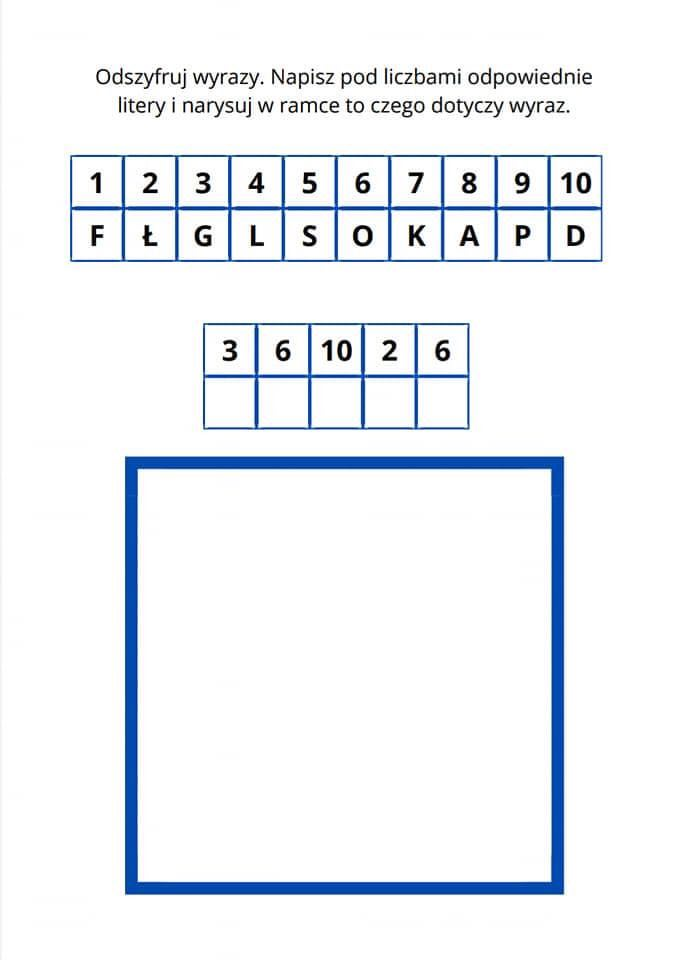 Odszyfruj wyrazy. Napisz pod liczbami odpowiednie
litery i narysuj w ramce to czego dotyczy wyraz.
1 2 3 4 5 6 7 8 9 10
F Ł G L S O K A P D
3 6 10 2 6